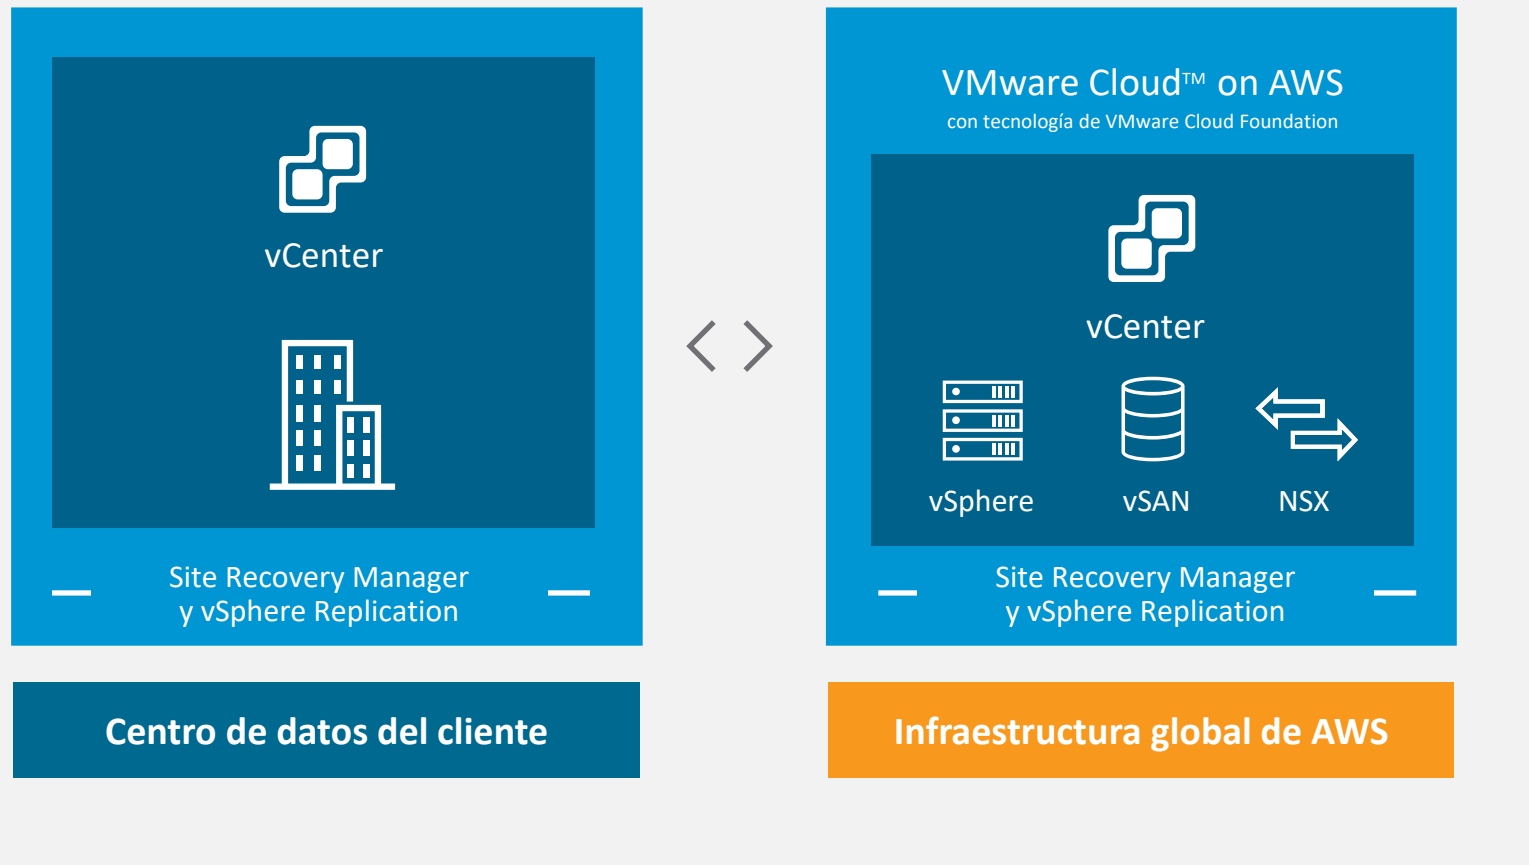 vCenter
Site Recovery Manager
y vSphere Replication
Centro de datos del cliente
VMware Cloud™ on AWS
con tecnología de VMware Cloud Foundation
vCenter
vSphere
vSAN
NSX
Site Recovery Manager
y vSphere Replication
Infraestructura global de AWS